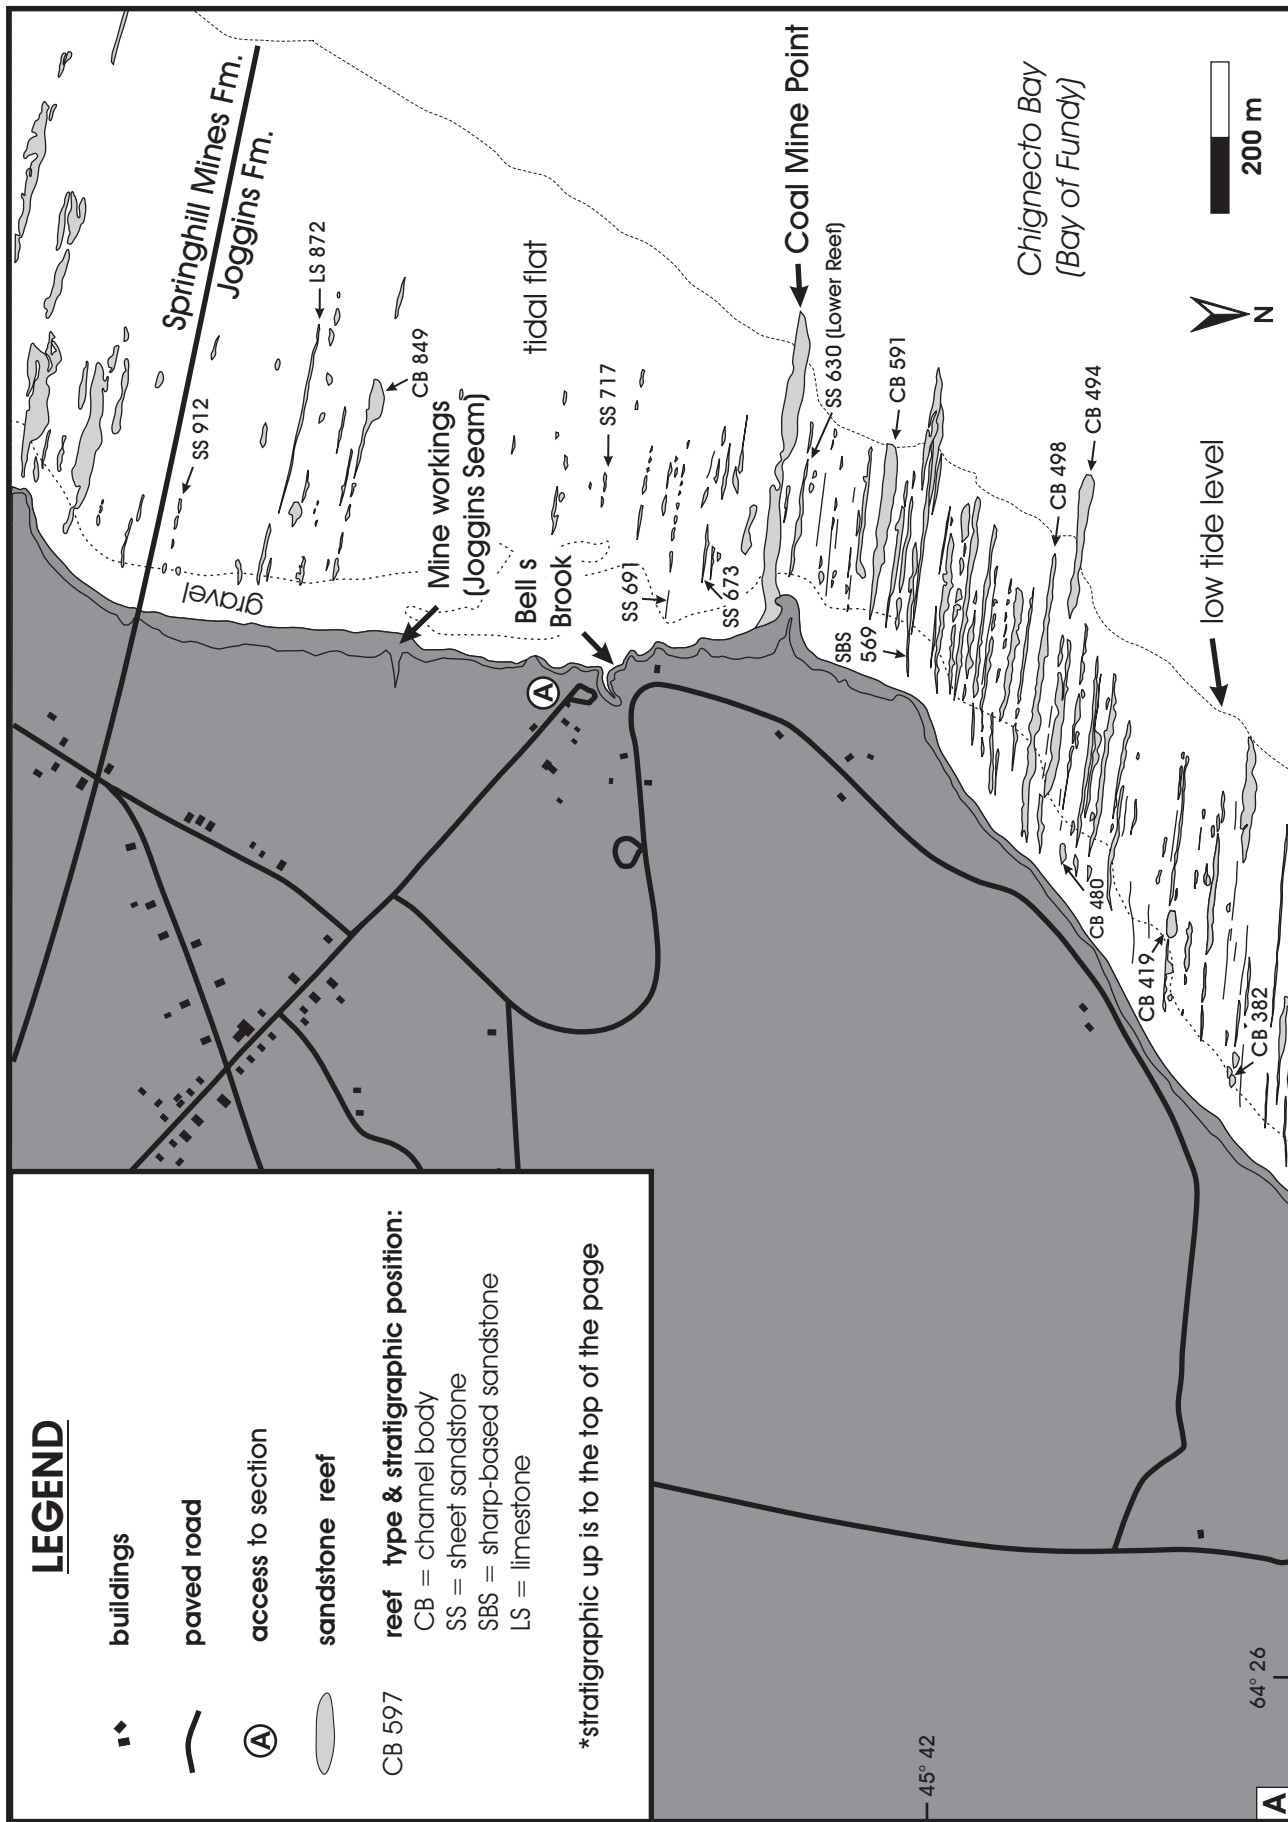 LEGEND
buildings
paved road
A
access to section
sandstone reef
CB 597
reef type & stratigraphic position:
CB = channel body
SS = sheet sandstone
SBS = sharp-based sandstone
LS = limestone
*stratigraphic up is to the top of the page
Springhill Mines Fm.
Joggins Fm.
SS 912
LS 872
CB 849
gravel
tidal flat
Mine workings
(Joggins Seam)
A
Bell s
Brook
SS 717
SS 691
SS 673
Coal Mine Point
SS 630 (Lower Reef)
CB 591
SBS
569
CB 498
CB 494
CB 480
CB 419
CB 382
low tide level
Chignecto Bay
(Bay of Fundy)
N
200 m
45° 42
64° 26
A